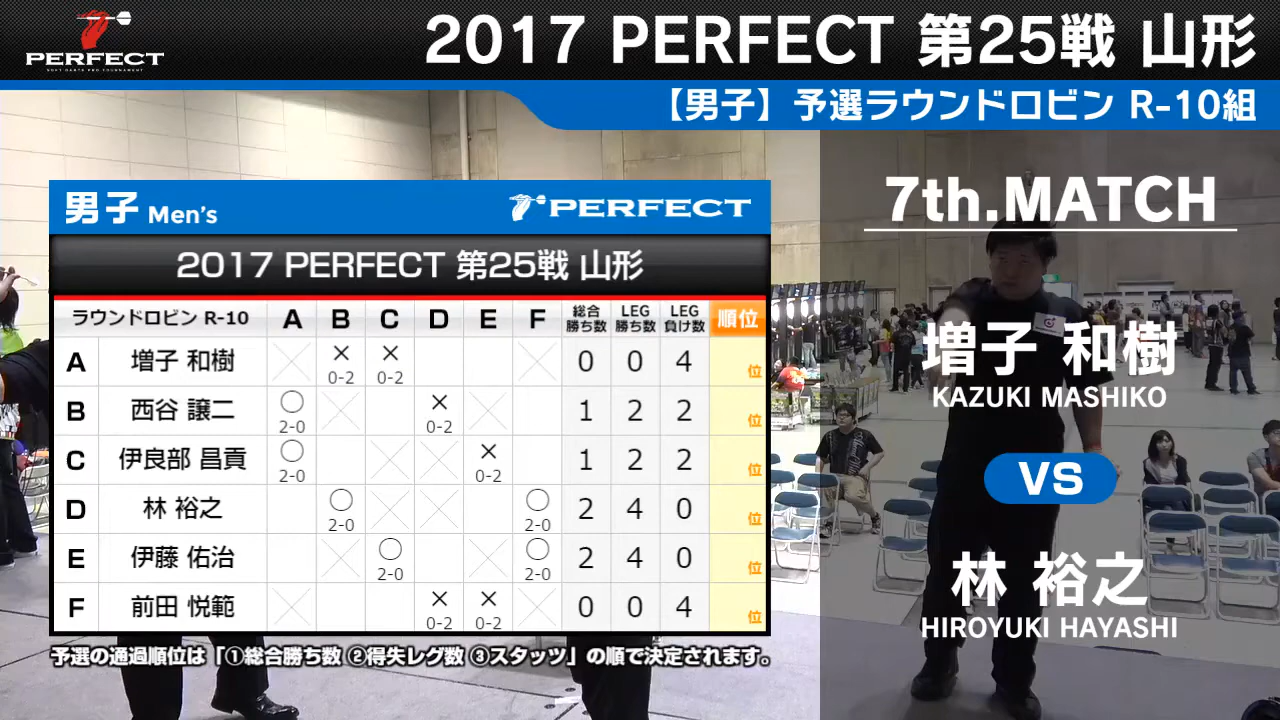 PERFECT
SOFT DARTS PRO TOURNAMENT
2017 PERFECT 第25戦 山形
【男子】予選ラウンドロビン R-10組
男子 Men's PERFECT
2017 PERFECT 第25戦 山形
ラウンドロビン R-10 A B C D E F 総合勝ち数 LEG勝ち数 LEG負け数 順位
A 増子 和樹 × 0-2 × 0-2 0 0 4 位
B 西谷 譲二 ○ 2-0 × 0-2 1 2 2 位
C 伊良部 昌貢 ○ 2-0 × 0-2 1 2 2 位
D 林 裕之 ○ 2-0 ○ 2-0 2 4 0 位
E 伊藤 佑治 ○ 2-0 ○ 2-0 2 4 0 位
F 前田 悦範 × 0-2 × 0-2 0 0 4 位
予選の通過順位は「①総合勝ち数 ②得失レグ数 ③スタッツ」の順で決定されます。
7th.MATCH
増子 和樹
KAZUKI MASHIKO
VS
林 裕之
HIROYUKI HAYASHI